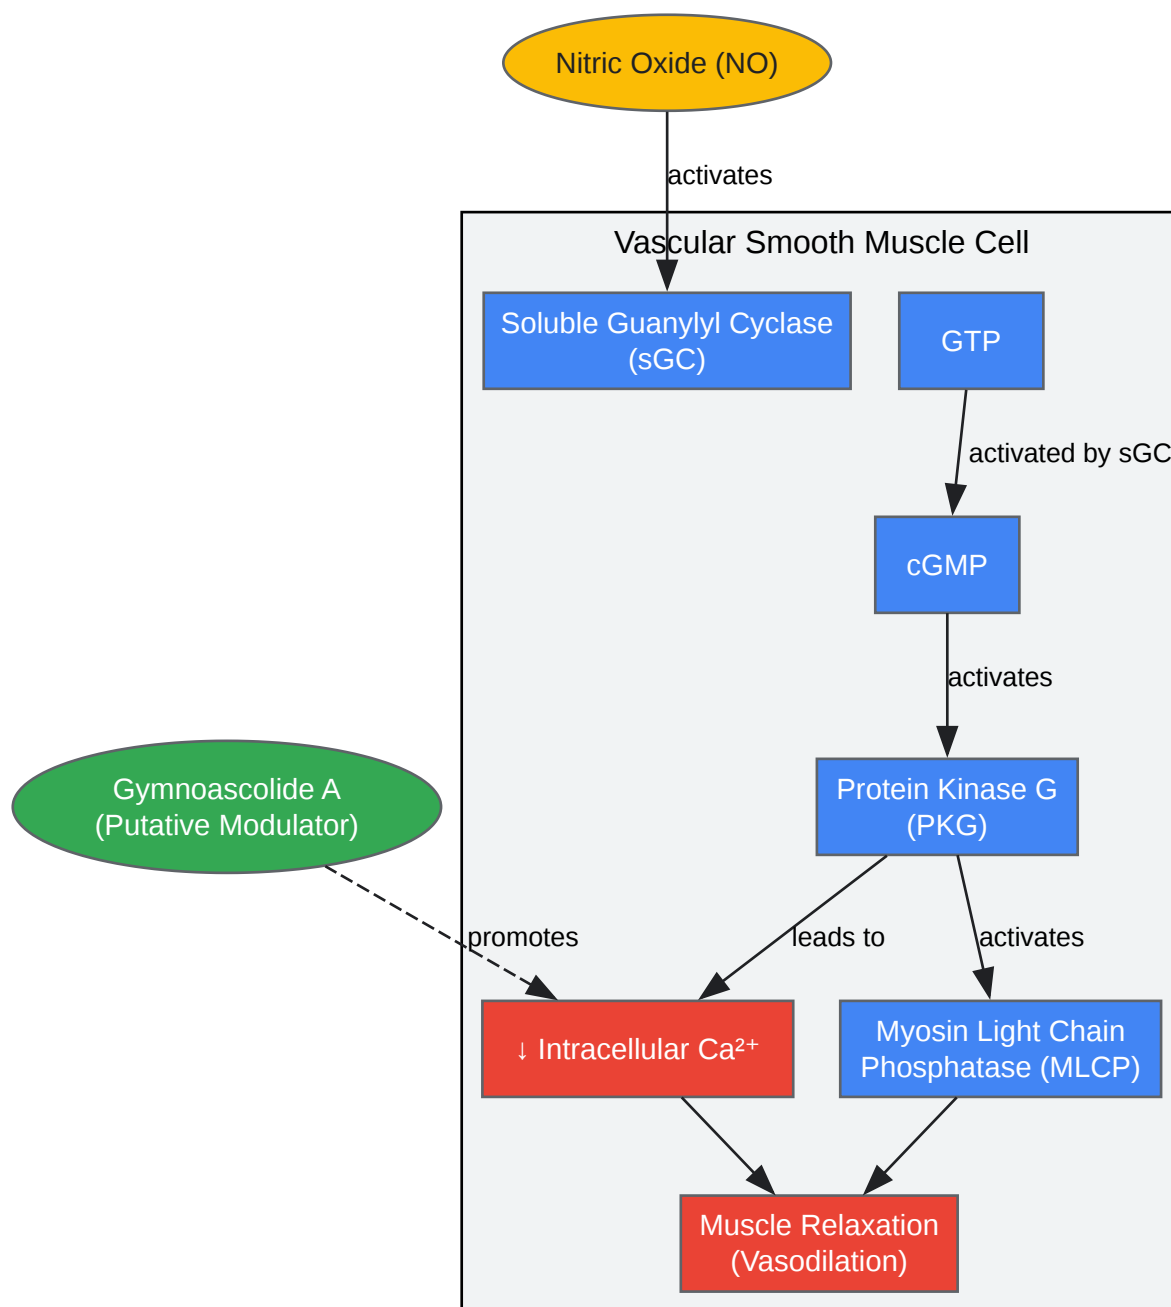 Nitric Oxide (NO)
activates
Vascular Smooth Muscle Cell
Soluble Guanylyl Cyclase
(sGC)
GTP
activated by sGC
cGMP
activates
Gymnoascolide A
(Putative Modulator)
Protein Kinase G
(PKG)
promotes
leads to
activates
↓ Intracellular Ca²⁺
Myosin Light Chain
Phosphatase (MLCP)
Muscle Relaxation
(Vasodilation)